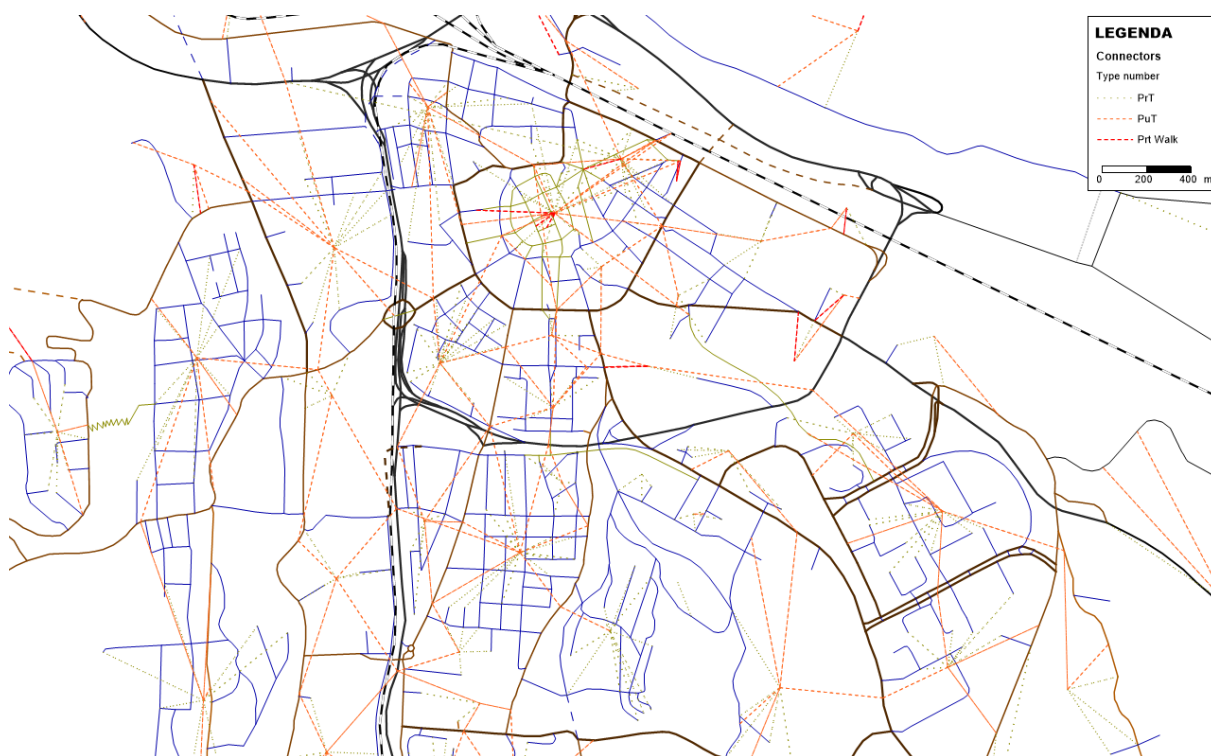 LEGENDA
Connectors
Type number
PrT
PuT
Prt Walk
0 200 400 m